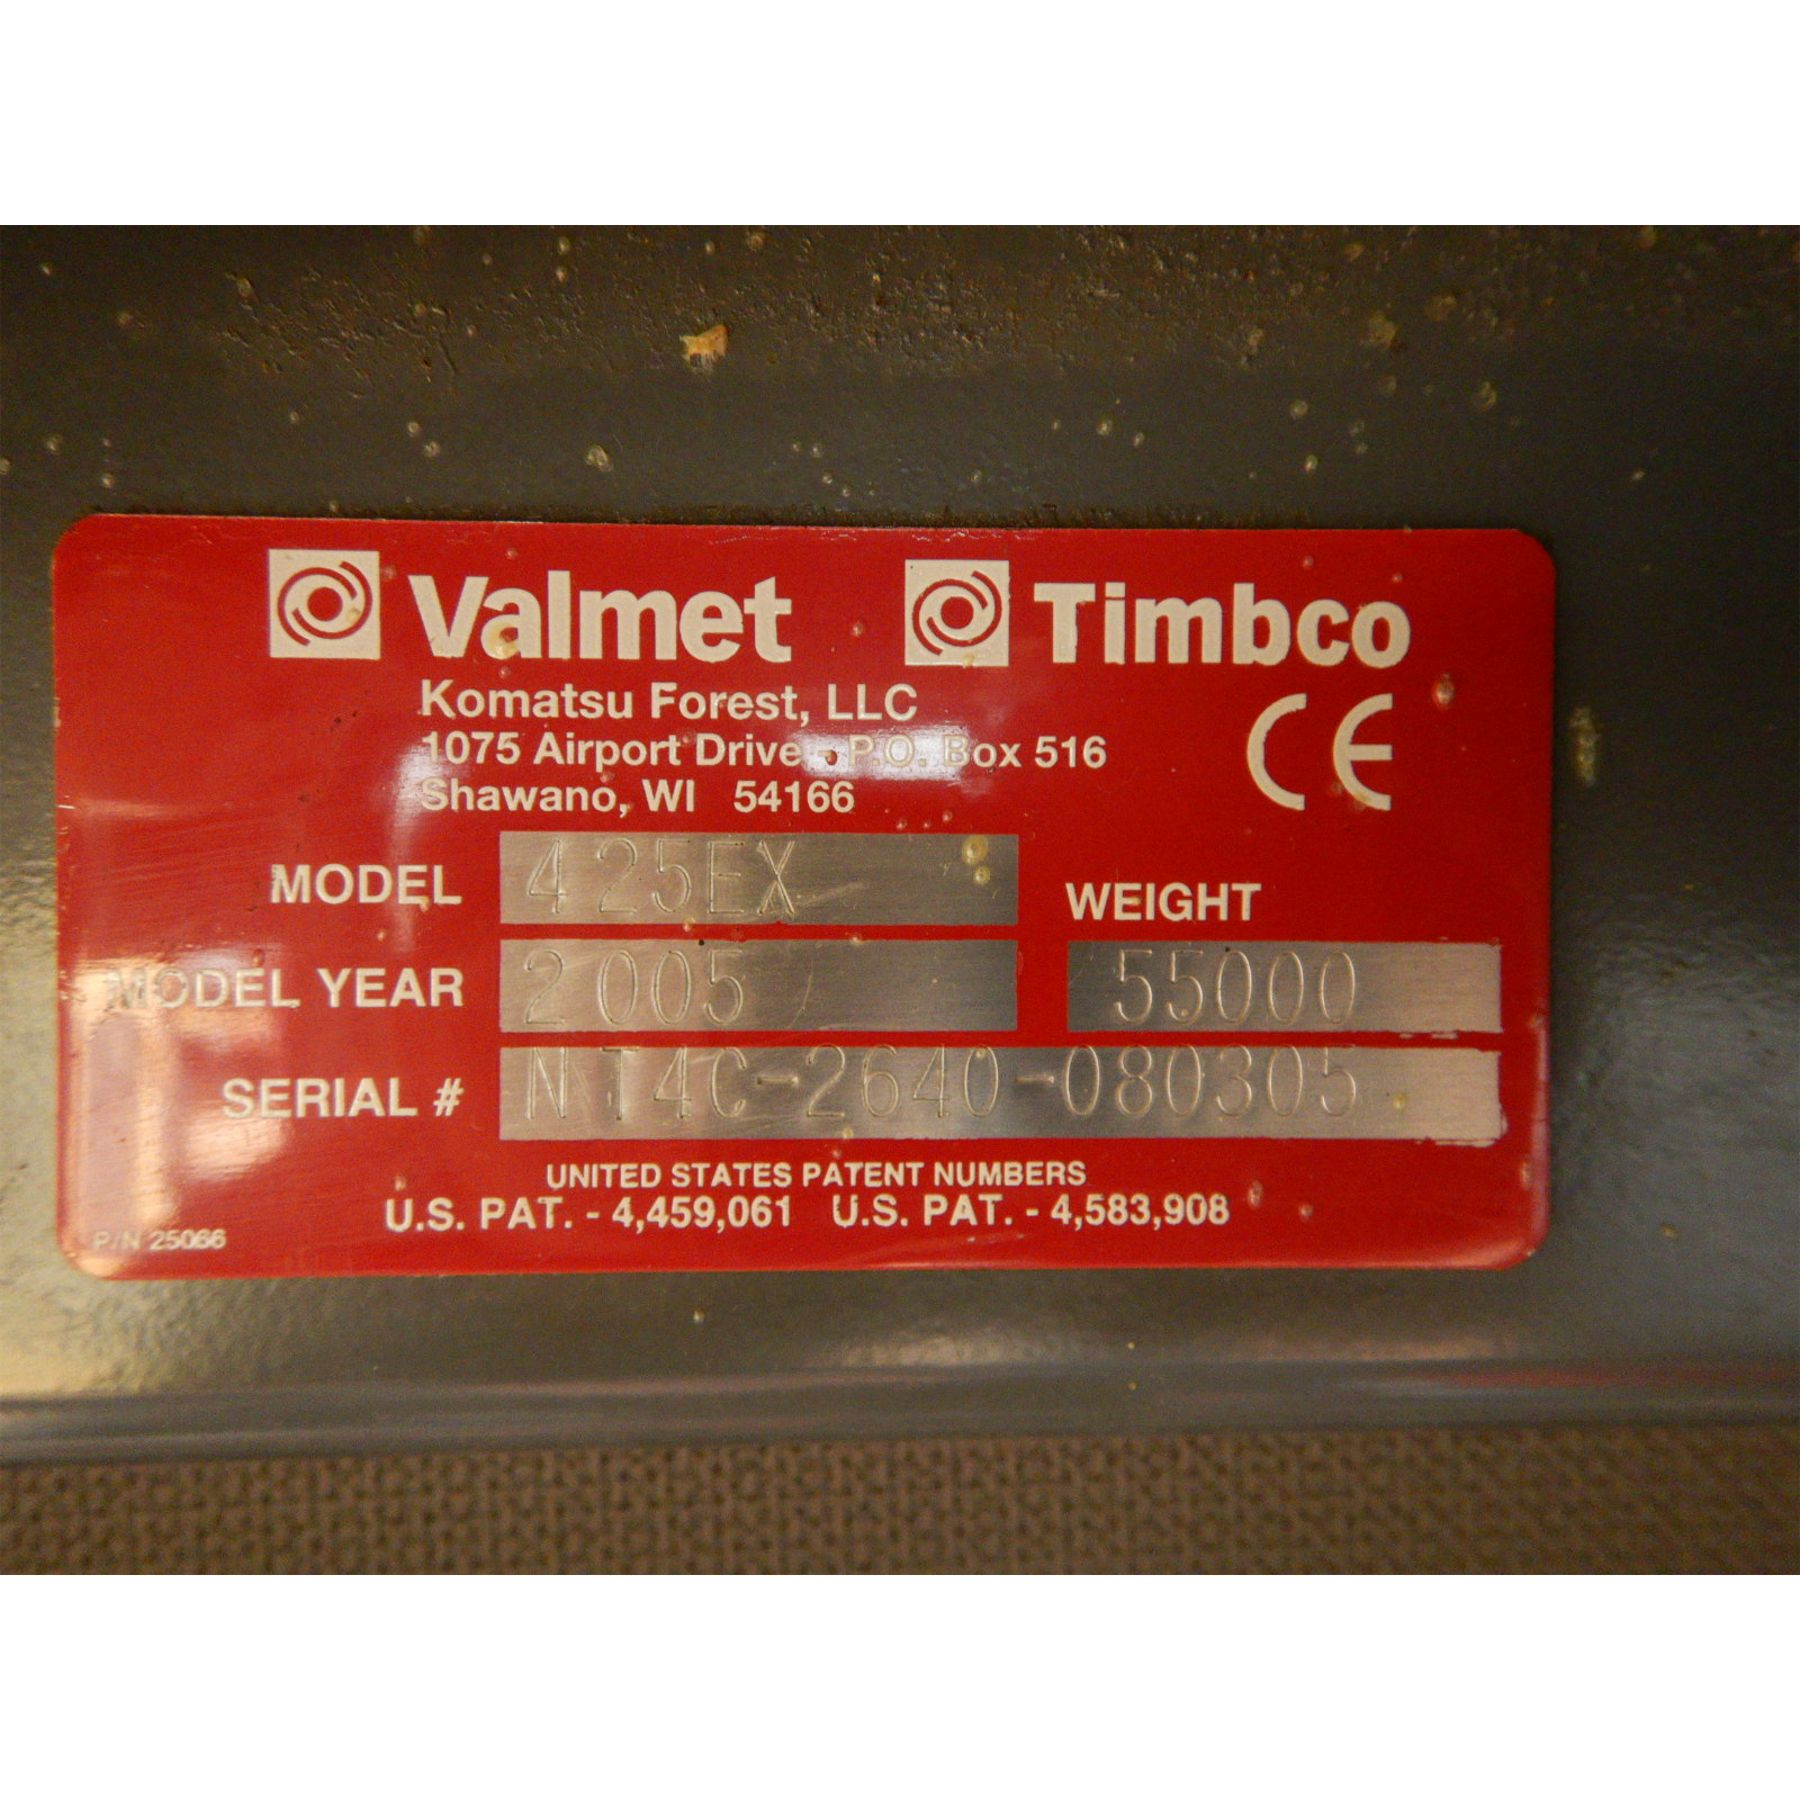 Valmet Timbco
Komatsu Forest, LLC
1075 Airport Drive - P.O. Box 516
Shawano, WI 54166
CE
MODEL 425EX
WEIGHT
MODEL YEAR 2005 55000
SERIAL # NT4C-2640-080305
UNITED STATES PATENT NUMBERS
U.S. PAT. - 4,459,061 U.S. PAT. - 4,583,908
P/N 25066